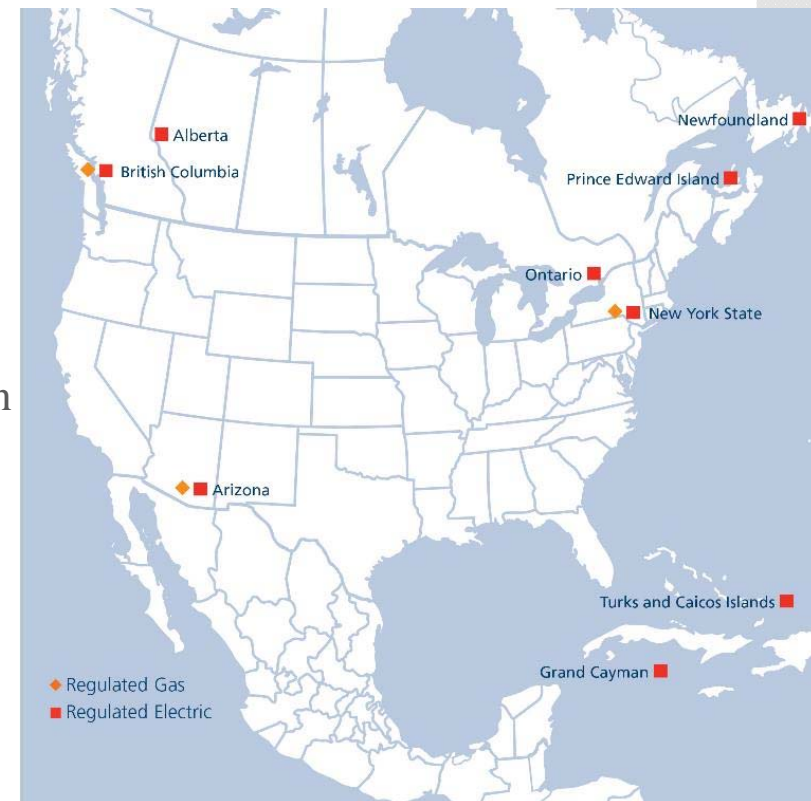 Newfoundland
Alberta
British Columbia
Prince Edward Island
Ontario
New York State
Arizona
Turks and Caicos Islands
Grand Cayman
Regulated Gas
Regulated Electric